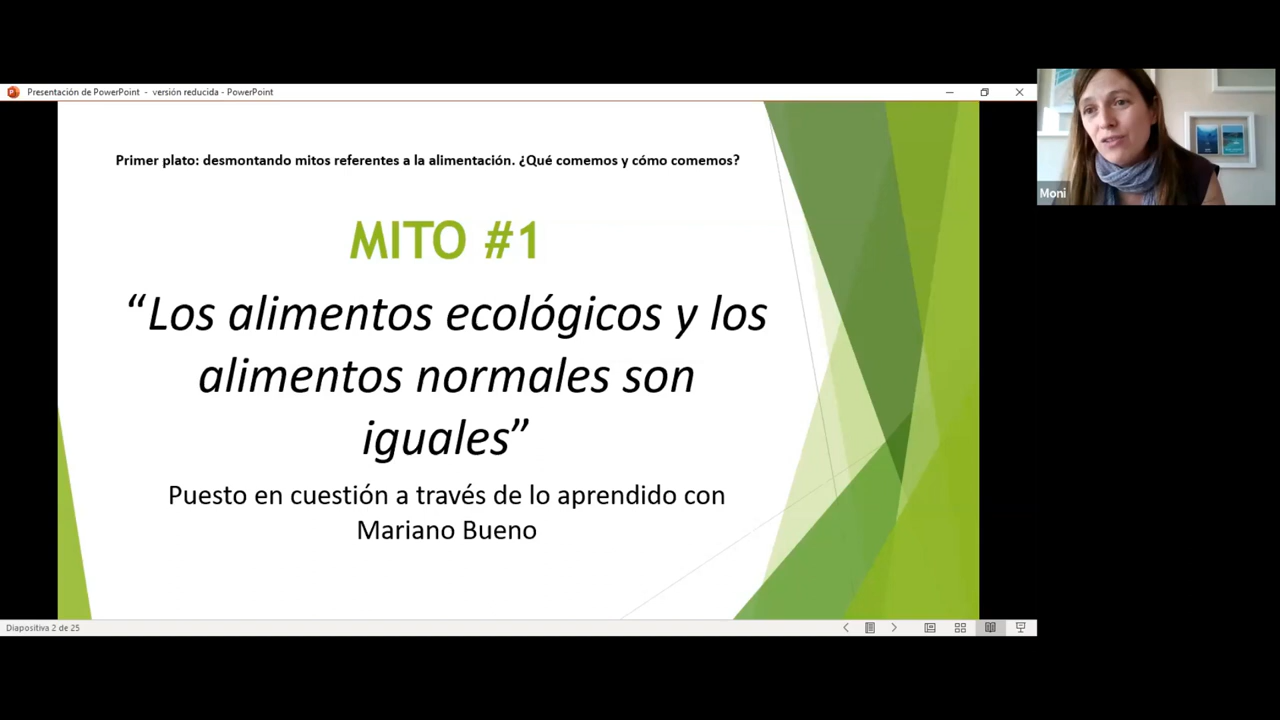 Presentación de PowerPoint - versión reducida - PowerPoint
Primer plato: desmontando mitos referentes a la alimentación. ¿Qué comemos y cómo comemos?
MITO #1
“Los alimentos ecológicos y los
alimentos normales son
iguales”
Puesto en cuestión a través de lo aprendido con
Mariano Bueno
Moni
Diapositiva 2 de 25